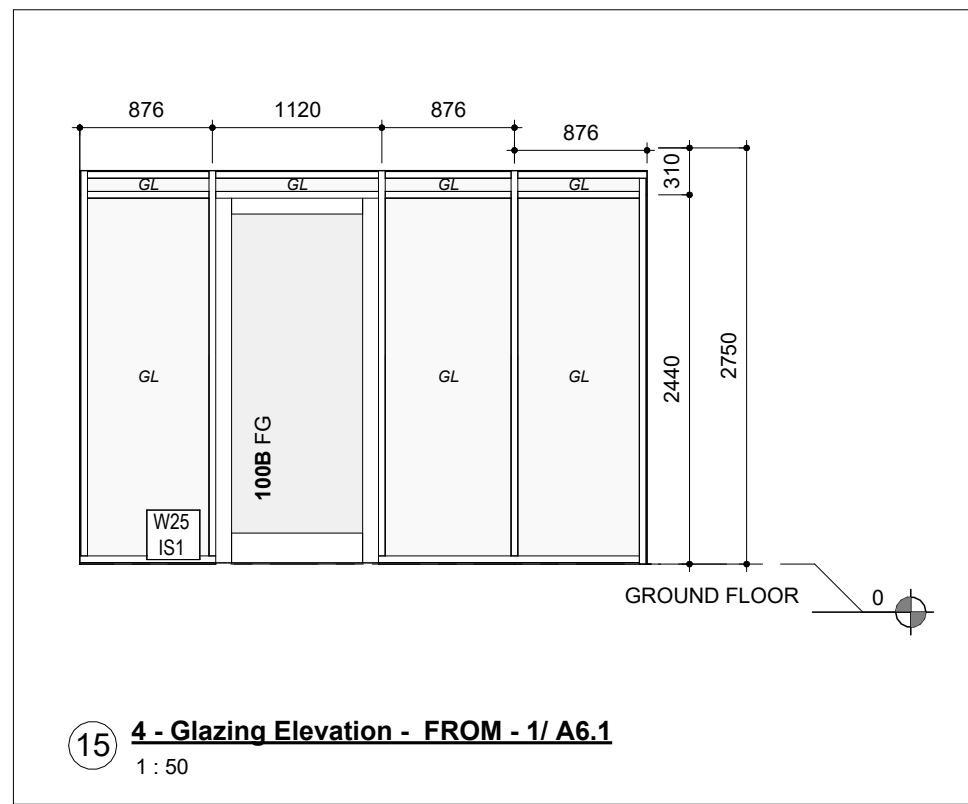 876
1120
876
876
310
GL
GL
GL
GL
2440
2750
GL
GL
GL
100B FG
W25
IS1
GROUND FLOOR
0
15
4 - Glazing Elevation - FROM - 1/ A6.1
1 : 50